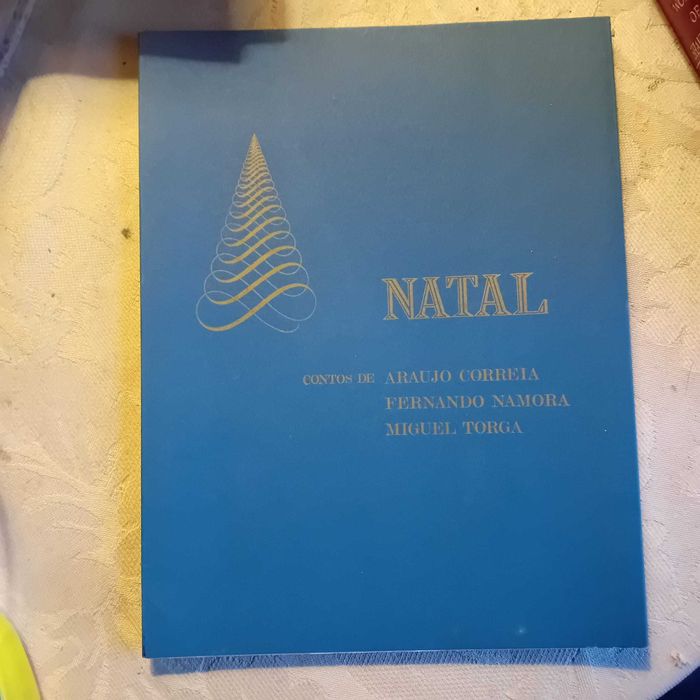 NATAL
CONTOS DE ARAUJO CORREIA
FERNANDO NAMORA
MIGUEL TORGA